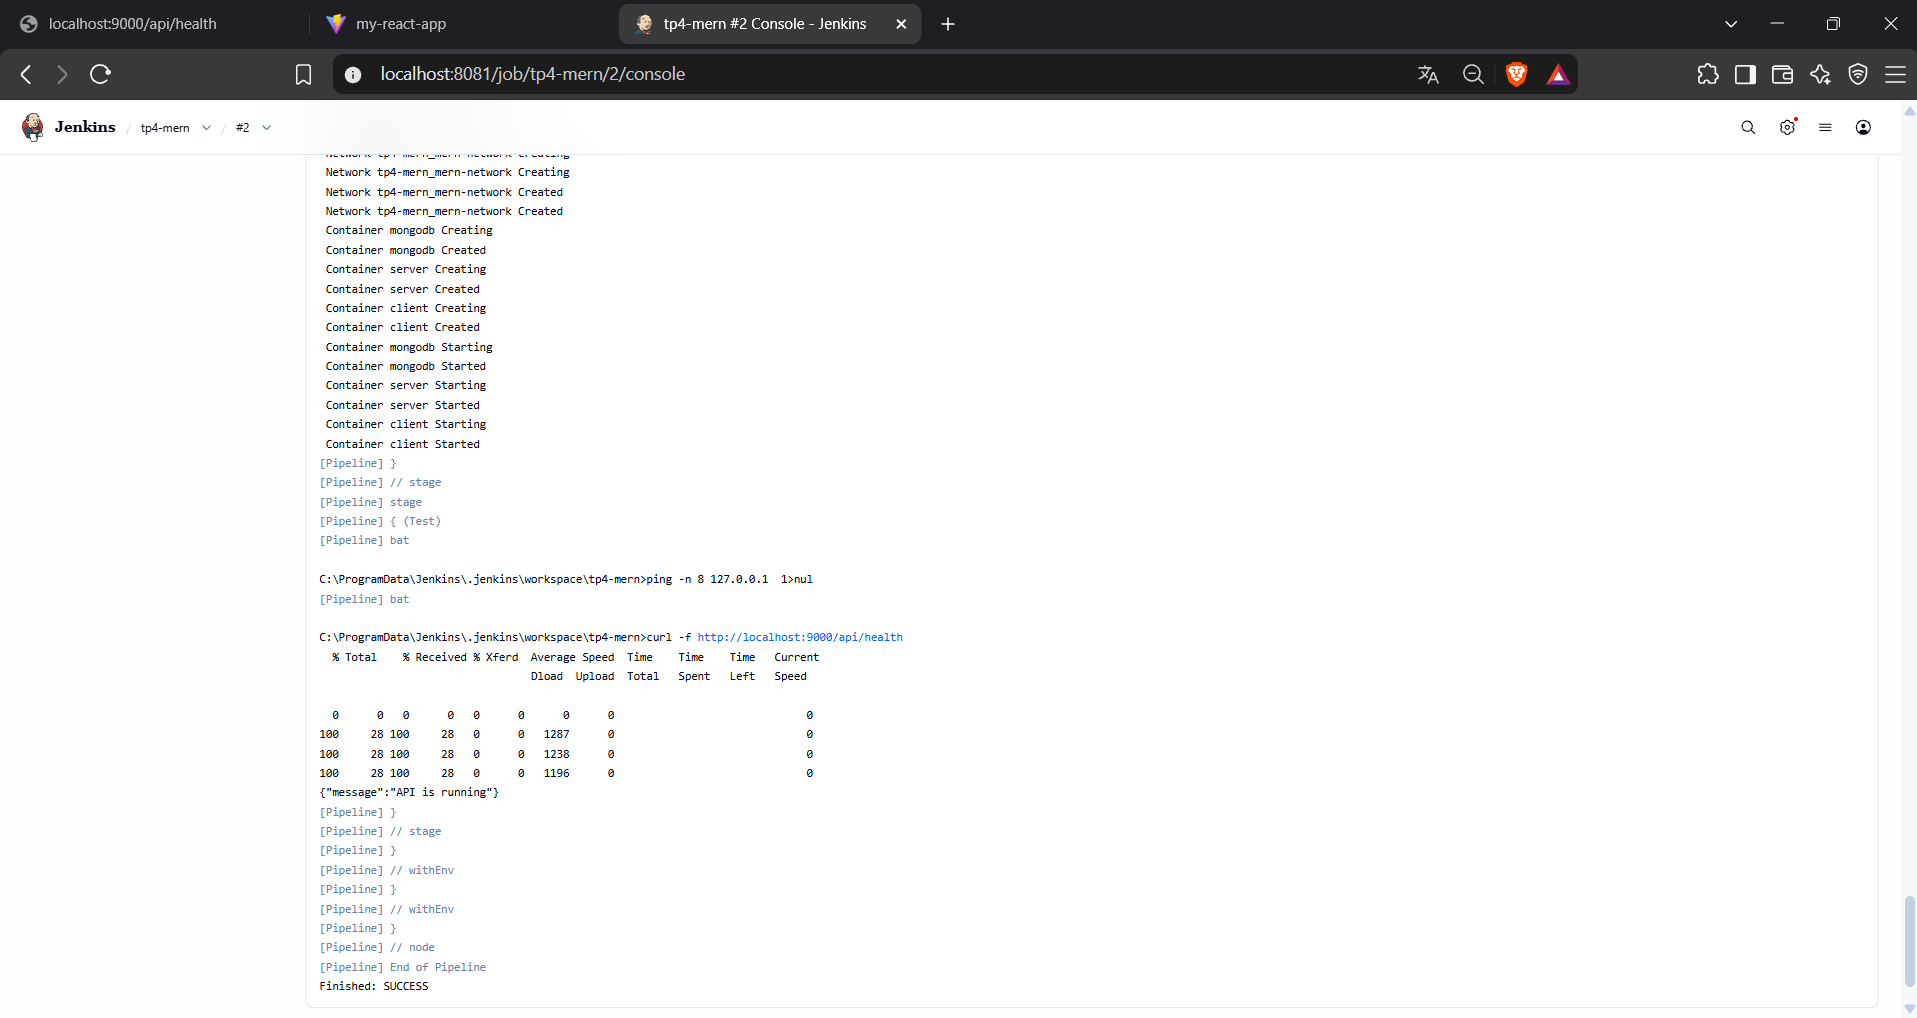 localhost:9000/api/health
my-react-app
tp4-mern #2 Console - Jenkins
localhost:8081/job/tp4-mern/2/console
Jenkins / tp4-mern / #2
Network tp4-mern_mern-network Creating
Network tp4-mern_mern-network Creating
Network tp4-mern_mern-network Created
Network tp4-mern_mern-network Created
Container mongodb Creating
Container mongodb Created
Container server Creating
Container server Created
Container client Creating
Container client Created
Container mongodb Starting
Container mongodb Started
Container server Starting
Container server Started
Container client Starting
Container client Started
[Pipeline] }
[Pipeline] // stage
[Pipeline] stage
[Pipeline] { (Test)
[Pipeline] bat
C:\ProgramData\Jenkins\.jenkins\workspace\tp4-mern>ping -n 8 127.0.0.1  1>nul
[Pipeline] bat
C:\ProgramData\Jenkins\.jenkins\workspace\tp4-mern>curl -f http://localhost:9000/api/health
% Total    % Received % Xferd  Average Speed  Time    Time    Time   Current
Dload  Upload  Total   Spent   Left   Speed
0      0   0      0   0      0      0      0                              0
100     28 100     28   0      0   1287      0                              0
100     28 100     28   0      0   1238      0                              0
100     28 100     28   0      0   1196      0                              0
{"message":"API is running"}
[Pipeline] }
[Pipeline] // stage
[Pipeline] }
[Pipeline] // withEnv
[Pipeline] }
[Pipeline] // withEnv
[Pipeline] }
[Pipeline] // node
[Pipeline] End of Pipeline
Finished: SUCCESS